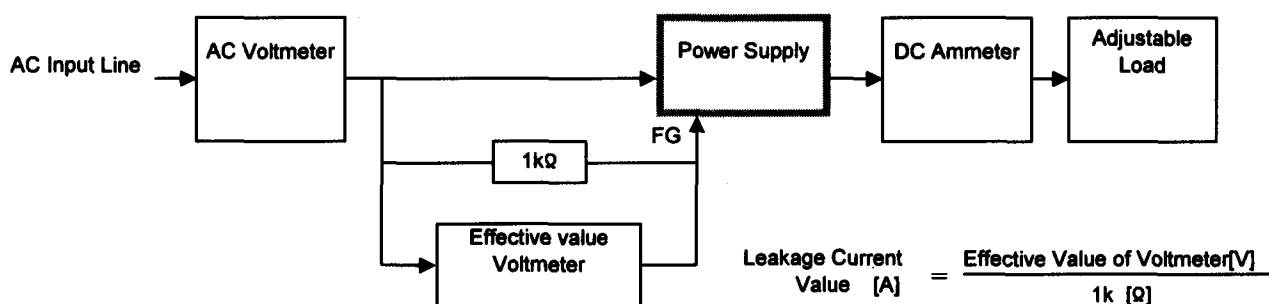 AC Input Line
AC Voltmeter
Power Supply
DC Ammeter
Adjustable
Load
FG
1kΩ
Effective value
Voltmeter
Leakage Current
Value [A]
=
Effective Value of Voltmeter[V]
1k [Ω]